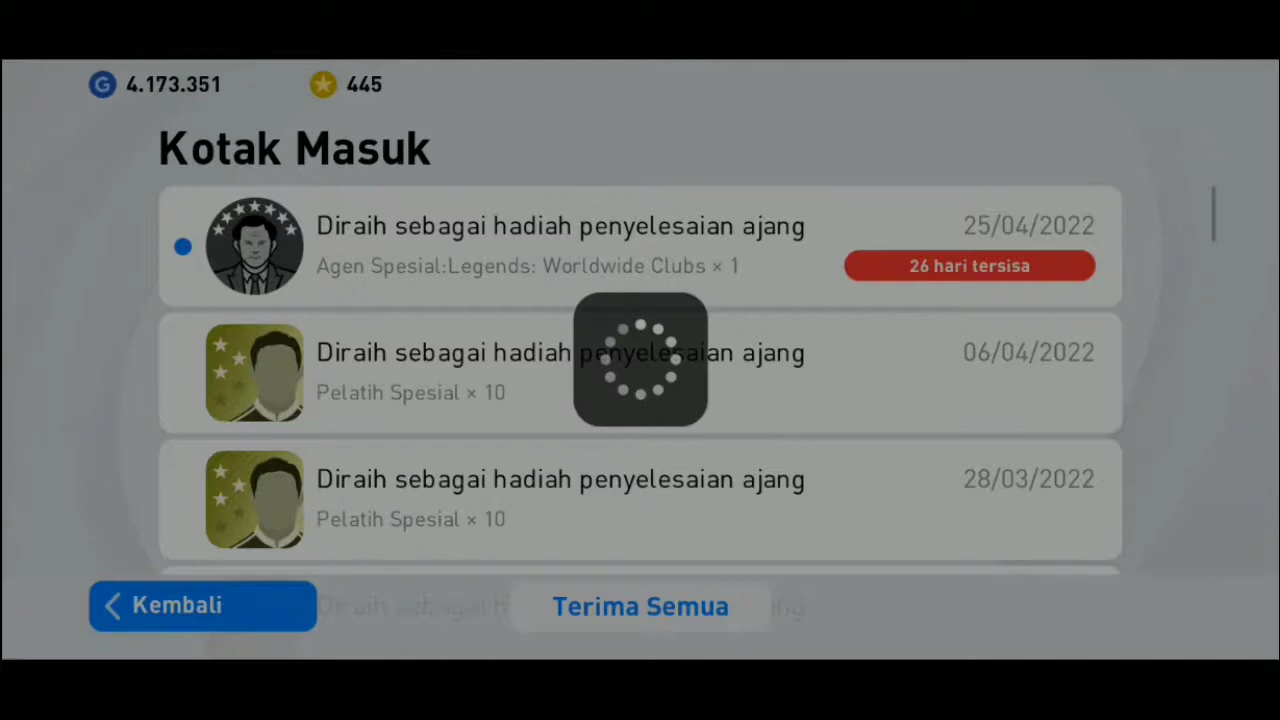 G 4.173.351 445
Kotak Masuk
Diraih sebagai hadiah penyelesaian ajang 25/04/2022
Agen Spesial:Legends: Worldwide Clubs × 1 26 hari tersisa
Diraih sebagai hadiah penyelesaian ajang 06/04/2022
Pelatih Spesial × 10
Diraih sebagai hadiah penyelesaian ajang 28/03/2022
Pelatih Spesial × 10
Kembali Terima Semua